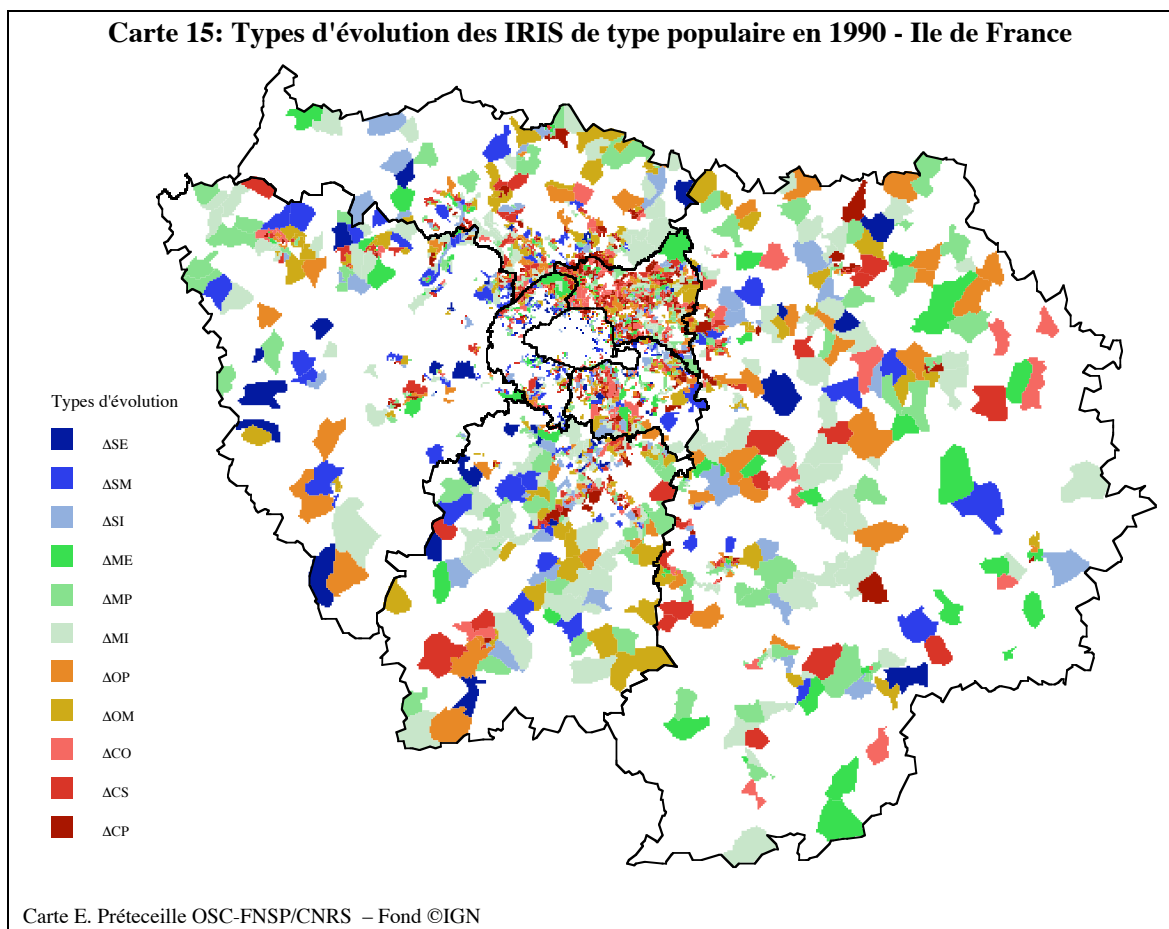 Carte 15: Types d'évolution des IRIS de type populaire en 1990 - Ile de France
Types d'évolution
ΔSE
ΔSM
ΔSI
ΔME
ΔMP
ΔMI
ΔOP
ΔOM
ΔCO
ΔCS
ΔCP
Carte E. Préteceille OSC-FNSP/CNRS – Fond ©IGN